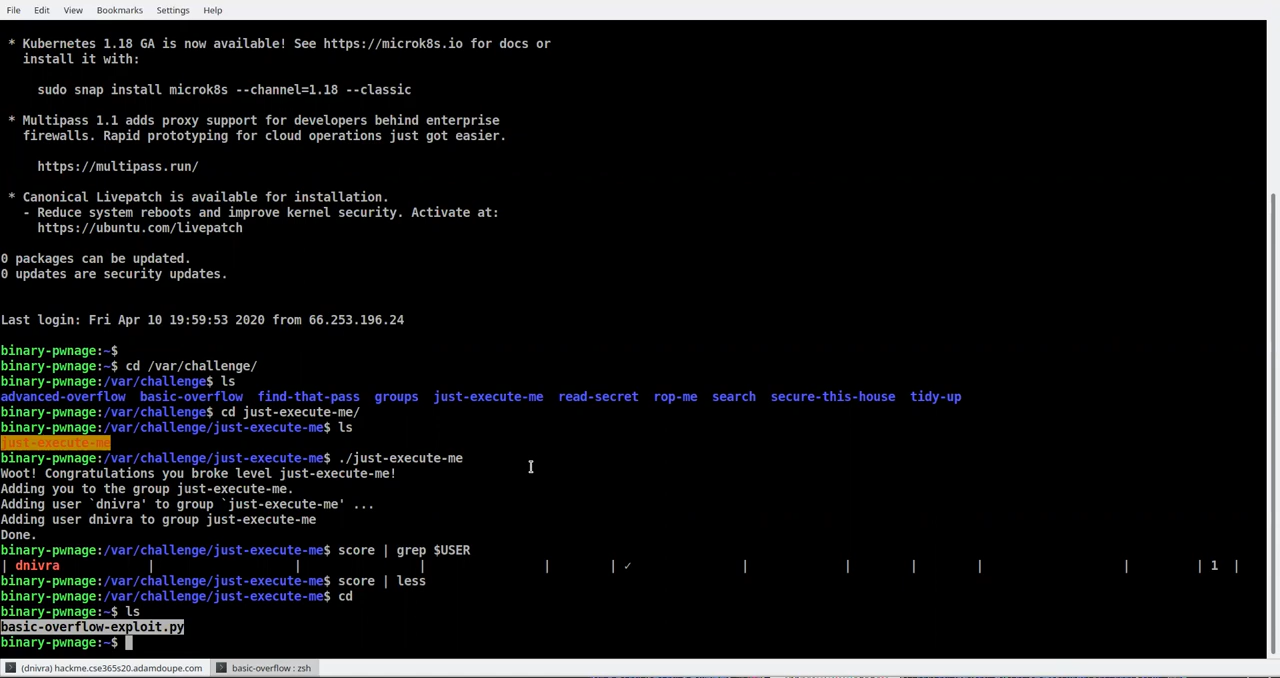 File Edit View Bookmarks Settings Help
* Kubernetes 1.18 GA is now available! See https://microk8s.io for docs or
install it with:
sudo snap install microk8s --channel=1.18 --classic
* Multipass 1.1 adds proxy support for developers behind enterprise
firewalls. Rapid prototyping for cloud operations just got easier.
https://multipass.run/
* Canonical Livepatch is available for installation.
- Reduce system reboots and improve kernel security. Activate at:
https://ubuntu.com/livepatch
0 packages can be updated.
0 updates are security updates.
Last login: Fri Apr 10 19:59:53 2020 from 66.253.196.24
binary-pwnage:~$
binary-pwnage:~$ cd /var/challenge/
binary-pwnage:/var/challenge$ ls
advanced-overflow basic-overflow find-that-pass groups just-execute-me read-secret rop-me search secure-this-house tidy-up
binary-pwnage:/var/challenge$ cd just-execute-me/
binary-pwnage:/var/challenge/just-execute-me$ ls
just-execute-me
binary-pwnage:/var/challenge/just-execute-me$ ./just-execute-me
Woot! Congratulations you broke level just-execute-me!
Adding you to the group just-execute-me.
Adding user `dnivra' to group `just-execute-me' ...
Adding user dnivra to group just-execute-me
Done.
binary-pwnage:/var/challenge/just-execute-me$ score | grep $USER
| dnivra | | | | | ✓ | | | | | | 1 |
binary-pwnage:/var/challenge/just-execute-me$ score | less
binary-pwnage:/var/challenge/just-execute-me$ cd
binary-pwnage:~$ ls
basic-overflow-exploit.py
binary-pwnage:~$
(dnivra) hackme.cse365s20.adamdoupe.com basic-overflow : zsh